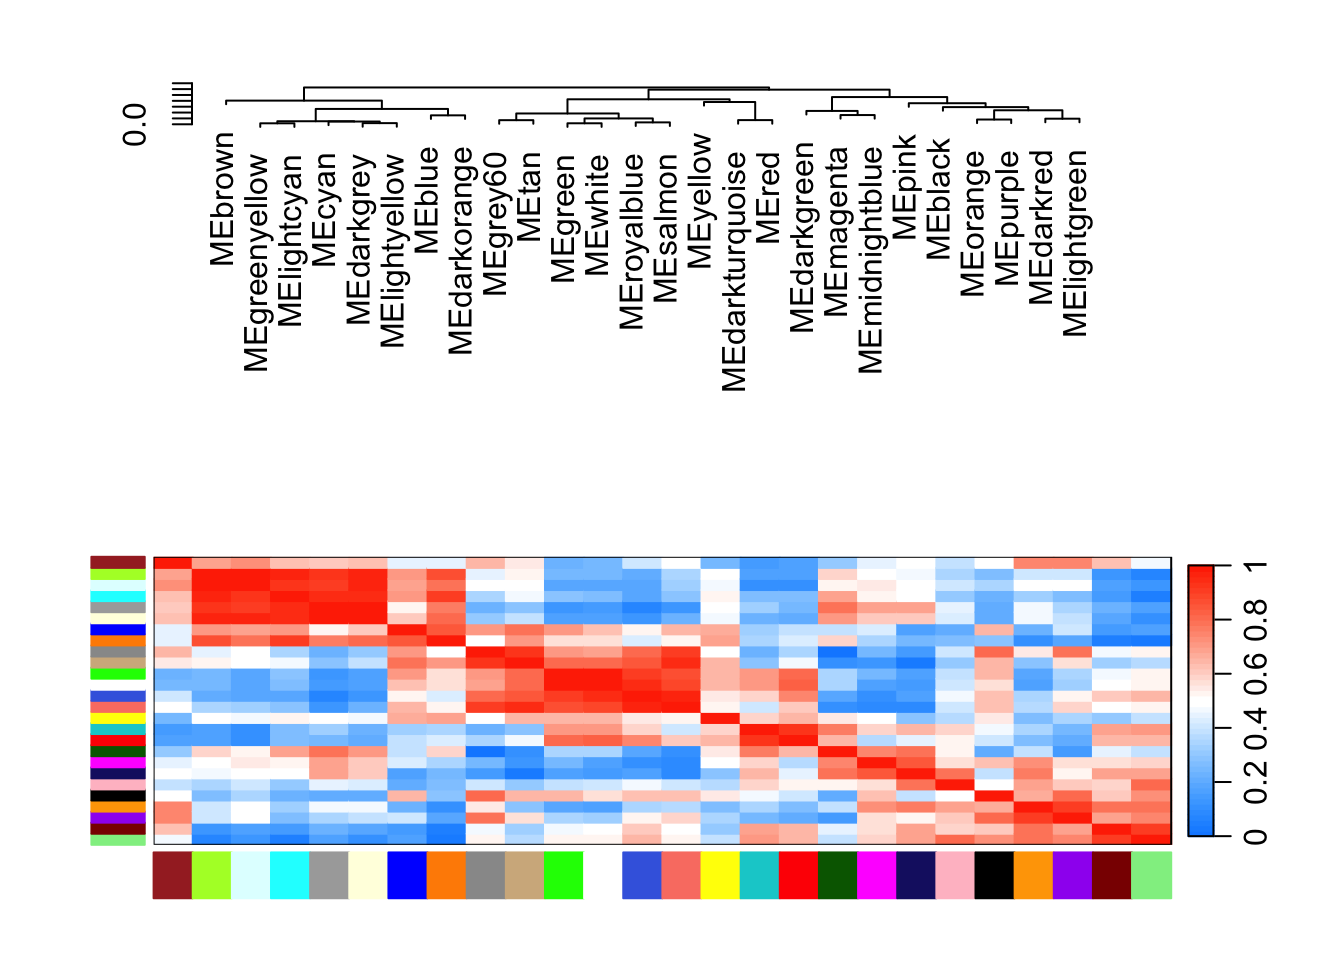 0.0
MEbrown
MEgreenyellow
MElightcyan
MEcyan
MEdarkgrey
MElightyellow
MEblue
MEdarkorange
MEgrey60
MEtan
MEgreen
MEwhite
MEroyalblue
MEsalmon
MEyellow
MEdarkturquoise
MEred
MEdarkgreen
MEmagenta
MEmidnightblue
MEpink
MEblack
MEorange
MEpurple
MEdarkred
MElightgreen
1
0.8
0.6
0.4
0.2
0